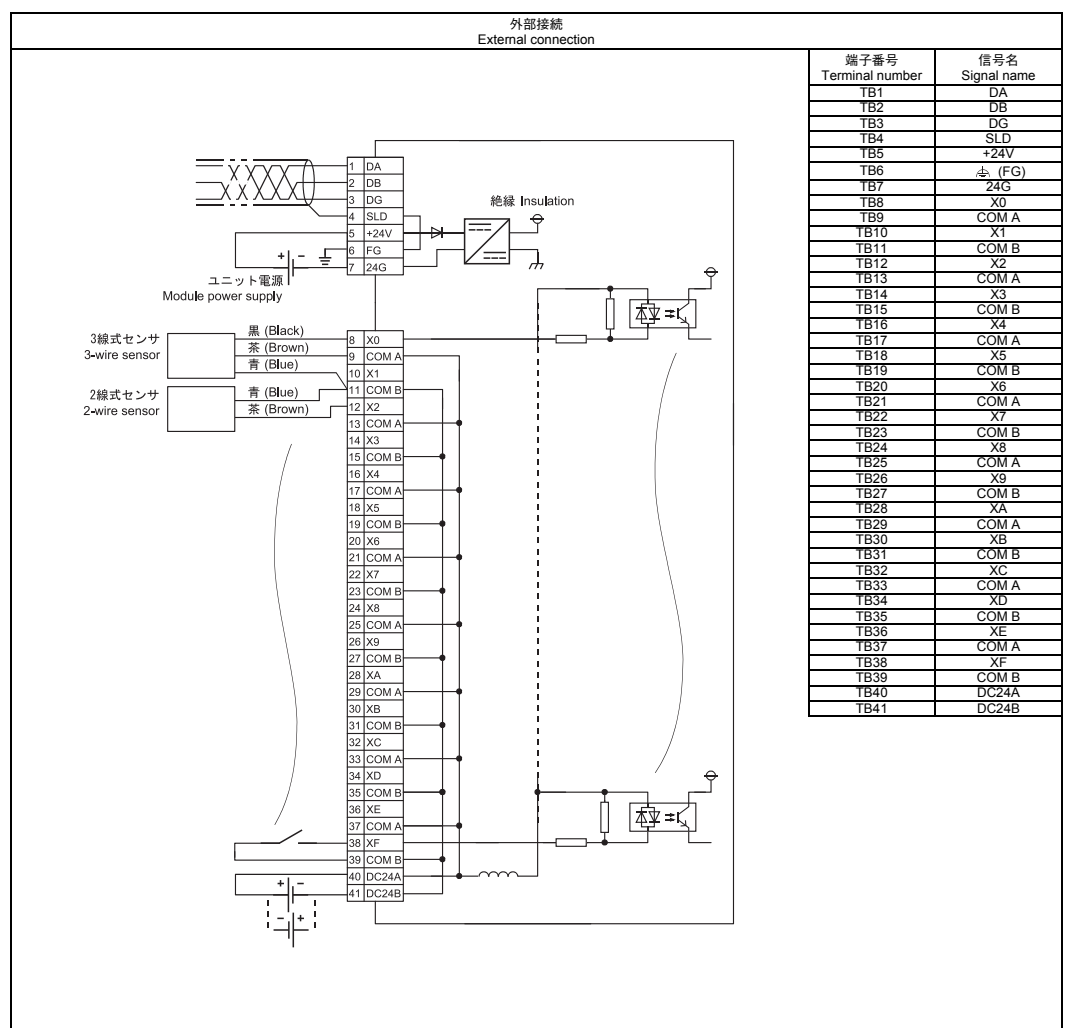 外部接続
External connection
端子番号 信号名
Terminal number Signal name
TB1 DA
TB2 DB
TB3 DG
TB4 SLD
TB5 +24V
TB6 (FG)
TB7 24G
TB8 X0
TB9 COM A
TB10 X1
TB11 COM B
TB12 X2
TB13 COM A
TB14 X3
TB15 COM B
TB16 X4
TB17 COM A
TB18 X5
TB19 COM B
TB20 X6
TB21 COM A
TB22 X7
TB23 COM B
TB24 X8
TB25 COM A
TB26 X9
TB27 COM B
TB28 XA
TB29 COM A
TB30 XB
TB31 COM B
TB32 XC
TB33 COM A
TB34 XD
TB35 COM B
TB36 XE
TB37 COM A
TB38 XF
TB39 COM B
TB40 DC24A
TB41 DC24B
1 DA
2 DB
3 DG
4 SLD
5 +24V
6 FG
7 24G
絶縁 Insulation
+ -
ユニット電源
Module power supply
3線式センサ
3-wire sensor
黒 (Black)
茶 (Brown)
青 (Blue)
2線式センサ
2-wire sensor
青 (Blue)
茶 (Brown)
8 X0
9 COM A
10 X1
11 COM B
12 X2
13 COM A
14 X3
15 COM B
16 X4
17 COM A
18 X5
19 COM B
20 X6
21 COM A
22 X7
23 COM B
24 X8
25 COM A
26 X9
27 COM B
28 XA
29 COM A
30 XB
31 COM B
32 XC
33 COM A
34 XD
35 COM B
36 XE
37 COM A
38 XF
39 COM B
40 DC24A
41 DC24B
+ -
- +